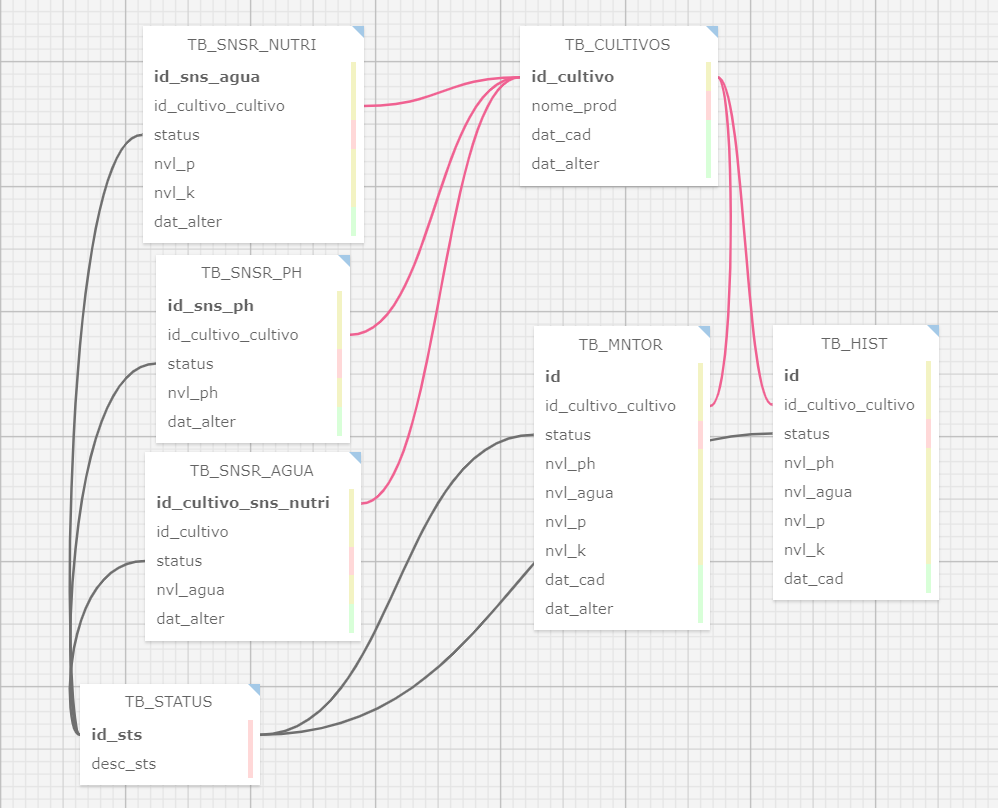 TB_SNSR_NUTRI
id_sns_agua
id_cultivo_cultivo
status
nvl_p
nvl_k
dat_alter
TB_CULTIVOS
id_cultivo
nome_prod
dat_cad
dat_alter
TB_SNSR_PH
id_sns_ph
id_cultivo_cultivo
status
nvl_ph
dat_alter
TB_MNTOR
id
id_cultivo_cultivo
status
nvl_ph
nvl_agua
nvl_p
nvl_k
dat_cad
dat_alter
TB_HIST
id
id_cultivo_cultivo
status
nvl_ph
nvl_agua
nvl_p
nvl_k
dat_cad
TB_SNSR_AGUA
id_cultivo_sns_nutri
id_cultivo
status
nvl_agua
dat_alter
TB_STATUS
id_sts
desc_sts